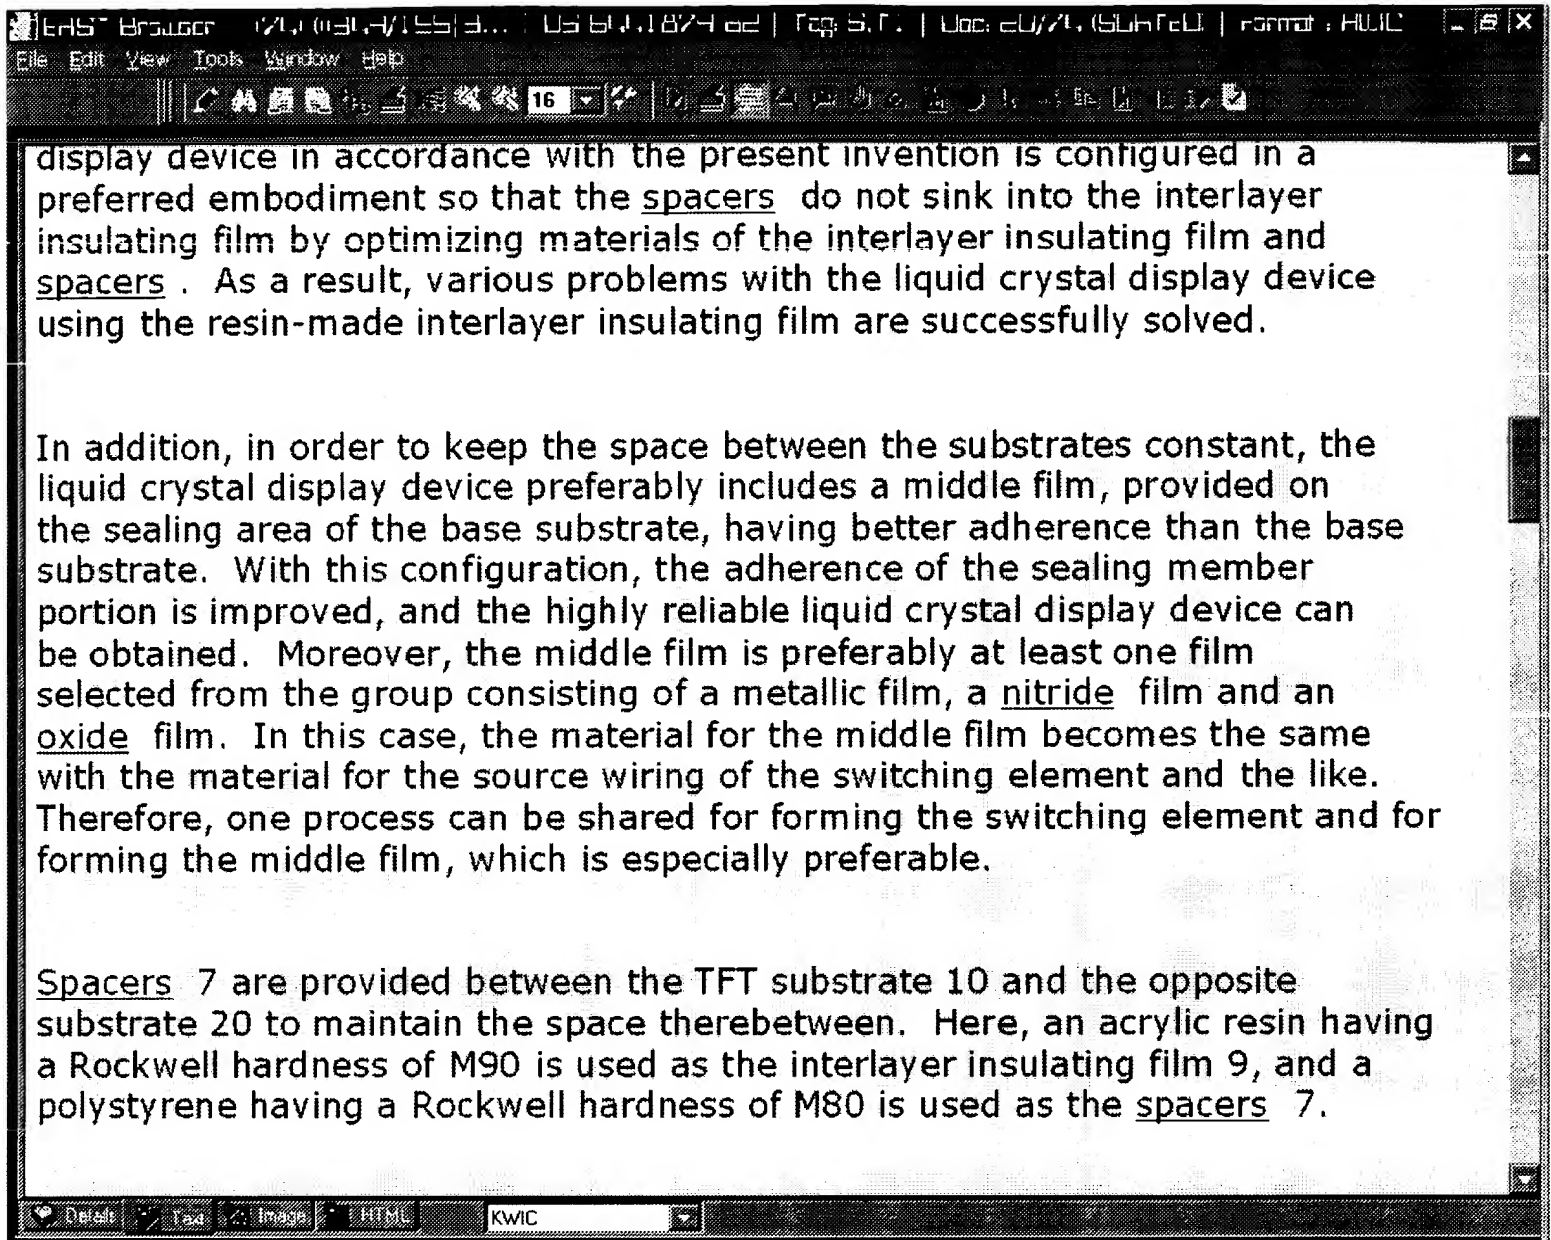 Browser
File Edit View Tools Window Help
16
display device in accordance with the present invention is configured in a
preferred embodiment so that the spacers do not sink into the interlayer
insulating film by optimizing materials of the interlayer insulating film and
spacers . As a result, various problems with the liquid crystal display device
using the resin-made interlayer insulating film are successfully solved.
In addition, in order to keep the space between the substrates constant, the
liquid crystal display device preferably includes a middle film, provided on
the sealing area of the base substrate, having better adherence than the base
substrate. With this configuration, the adherence of the sealing member
portion is improved, and the highly reliable liquid crystal display device can
be obtained. Moreover, the middle film is preferably at least one film
selected from the group consisting of a metallic film, a nitride film and an
oxide film. In this case, the material for the middle film becomes the same
with the material for the source wiring of the switching element and the like.
Therefore, one process can be shared for forming the switching element and for
forming the middle film, which is especially preferable.
Spacers 7 are provided between the TFT substrate 10 and the opposite
substrate 20 to maintain the space therebetween. Here, an acrylic resin having
a Rockwell hardness of M90 is used as the interlayer insulating film 9, and a
polystyrene having a Rockwell hardness of M80 is used as the spacers 7.
Details Text Image HTML KWIC